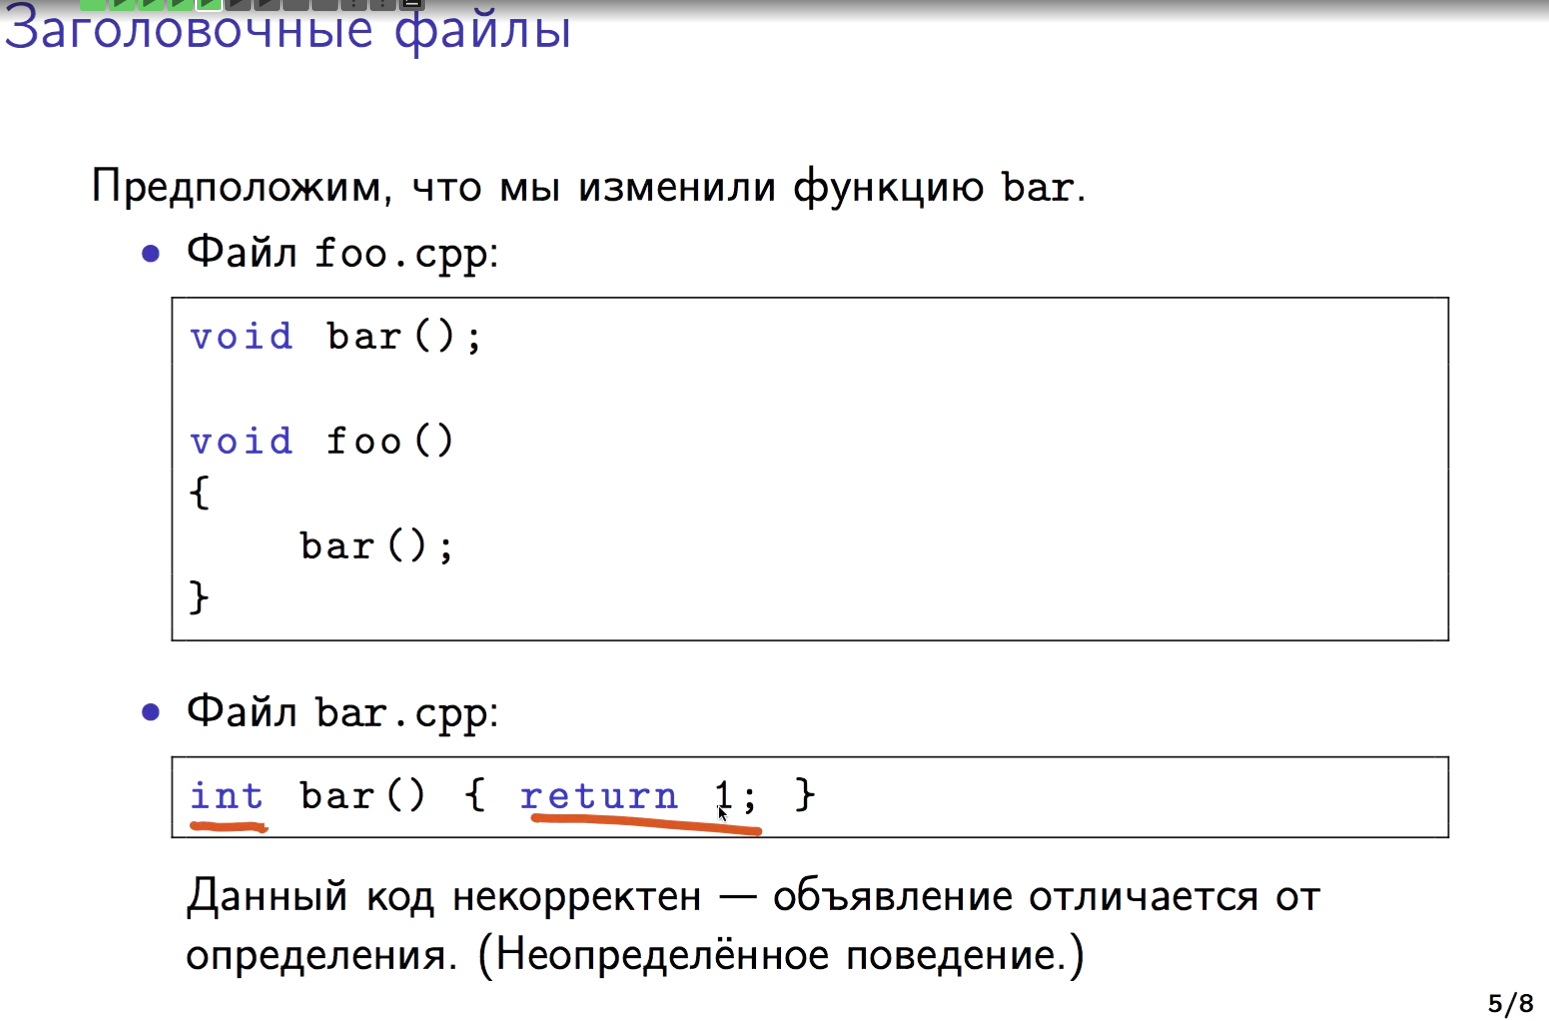 Заголовочные файлы
Предположим, что мы изменили функцию bar.
• Файл foo.cpp:
void bar();
void foo()
{
    bar();
}
• Файл bar.cpp:
int bar() { return 1; }
Данный код некорректен — объявление отличается от
определения. (Неопределённое поведение.)
5/8